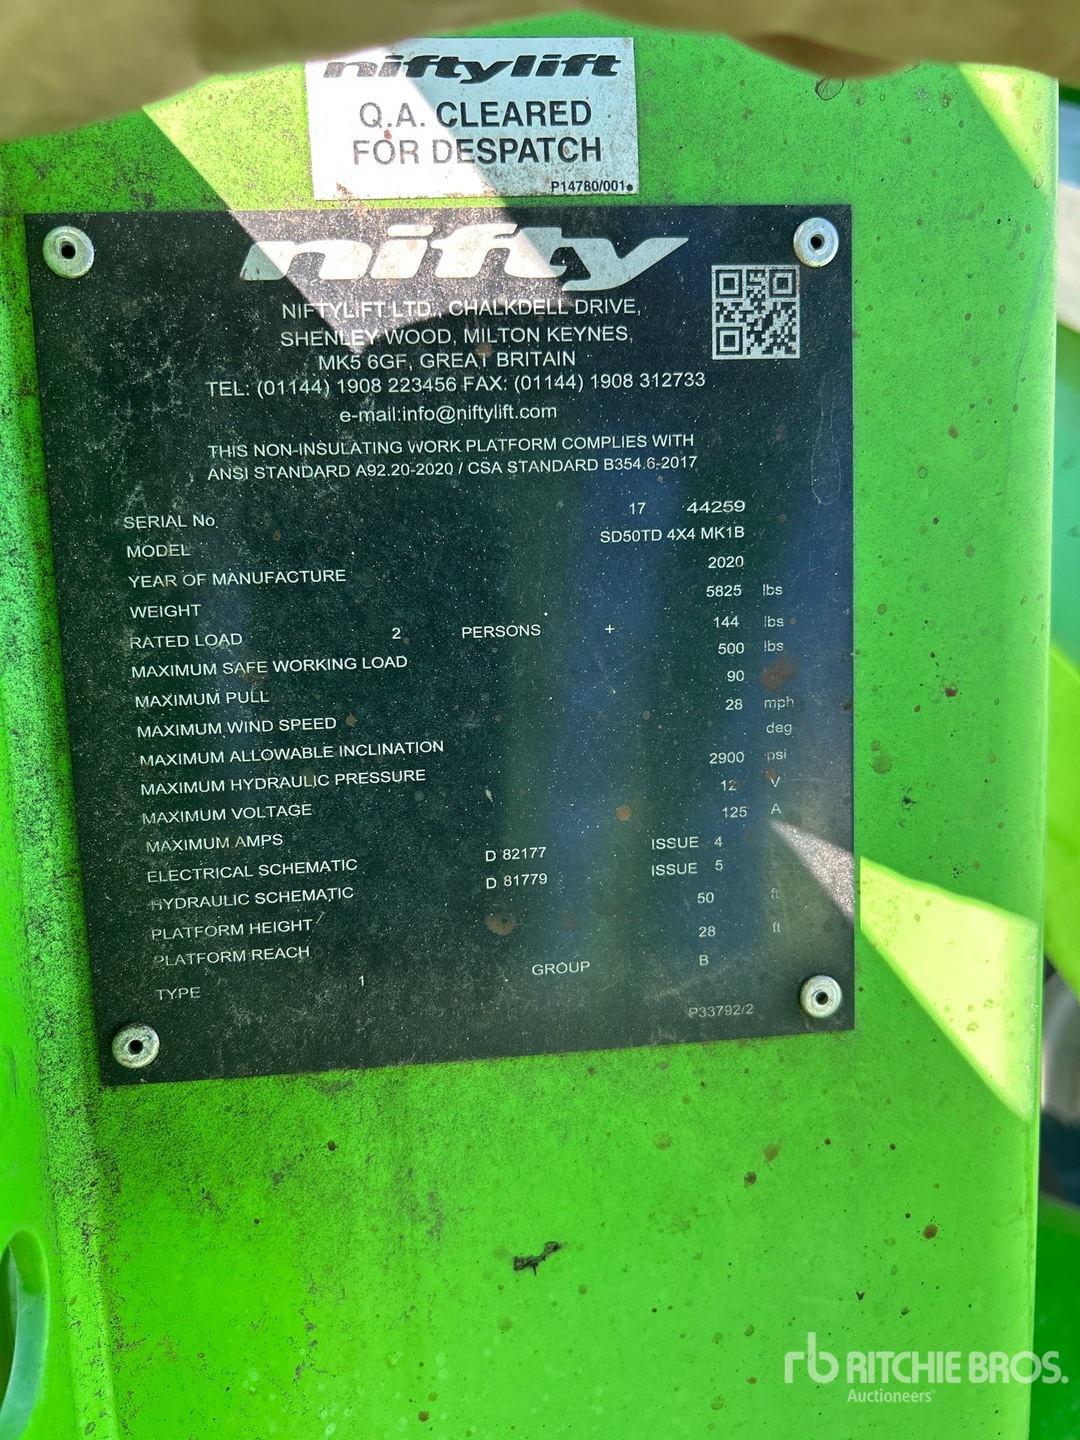 niftylift
Q.A. CLEARED
FOR DESPATCH
P14780/001
nifty
NIFTYLIFT LTD., CHALKDELL DRIVE,
SHENLEY WOOD, MILTON KEYNES,
MK5 6GF, GREAT BRITAIN
TEL: (01144) 1908 223456 FAX: (01144) 1908 312733
e-mail:info@niftylift.com
THIS NON-INSULATING WORK PLATFORM COMPLIES WITH
ANSI STANDARD A92.20-2020 / CSA STANDARD B354.6-2017
SERIAL No. 17 44259
MODEL SD50TD 4X4 MK1B
YEAR OF MANUFACTURE 2020
WEIGHT 5825 lbs
RATED LOAD 2 PERSONS + 144 lbs
MAXIMUM SAFE WORKING LOAD 500 lbs
MAXIMUM PULL 90
MAXIMUM WIND SPEED 28 mph
MAXIMUM ALLOWABLE INCLINATION deg
MAXIMUM HYDRAULIC PRESSURE 2900 psi
MAXIMUM VOLTAGE 12 V
MAXIMUM AMPS 125 A
ELECTRICAL SCHEMATIC D 82177 ISSUE 4
HYDRAULIC SCHEMATIC D 81779 ISSUE 5
PLATFORM HEIGHT 50 ft
PLATFORM REACH 28 ft
TYPE 1 GROUP B
P33792/2
rb RITCHIE BROS.
Auctioneers